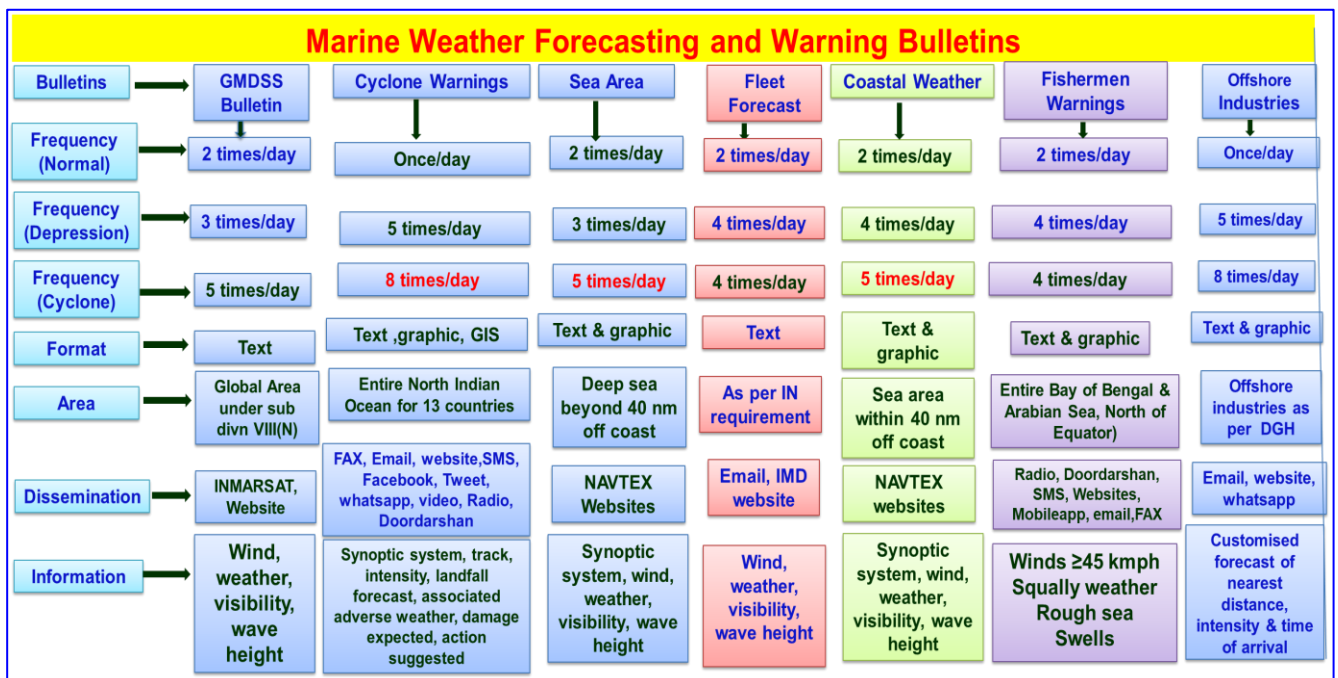 Marine Weather Forecasting and Warning Bulletins
Bulletins
GMDSS
Bulletin
Cyclone Warnings
Sea Area
Fleet
Forecast
Coastal Weather
Fishermen
Warnings
Offshore
Industries
Frequency
(Normal)
2 times/day
Once/day
2 times/day
2 times/day
2 times/day
2 times/day
Once/day
Frequency
(Depression)
3 times/day
5 times/day
3 times/day
4 times/day
4 times/day
4 times/day
5 times/day
Frequency
(Cyclone)
5 times/day
8 times/day
5 times/day
4 times/day
5 times/day
4 times/day
8 times/day
Format
Text
Text ,graphic, GIS
Text & graphic
Text
Text &
graphic
Text & graphic
Text & graphic
Area
Global Area
under sub
divn VIII(N)
Entire North Indian
Ocean for 13 countries
Deep sea
beyond 40 nm
off coast
As per IN
requirement
Sea area
within 40 nm
off coast
Entire Bay of Bengal &
Arabian Sea, North of
Equator)
Offshore
industries as
per DGH
Dissemination
INMARSAT,
Website
FAX, Email, website,SMS,
Facebook, Tweet,
whatsapp, video, Radio,
Doordarshan
NAVTEX
Websites
Email, IMD
website
NAVTEX
websites
Radio, Doordarshan,
SMS, Websites,
Mobileapp, email,FAX
Email, website,
whatsapp
Information
Wind,
weather,
visibility,
wave
height
Synoptic system, track,
intensity, landfall
forecast, associated
adverse weather, damage
expected, action
suggested
Synoptic
system, wind,
weather,
visibility, wave
height
Wind,
weather,
visibility,
wave height
Synoptic
system, wind,
weather,
visibility, wave
height
Winds ≥45 kmph
Squally weather
Rough sea
Swells
Customised
forecast of
nearest
distance,
intensity & time
of arrival